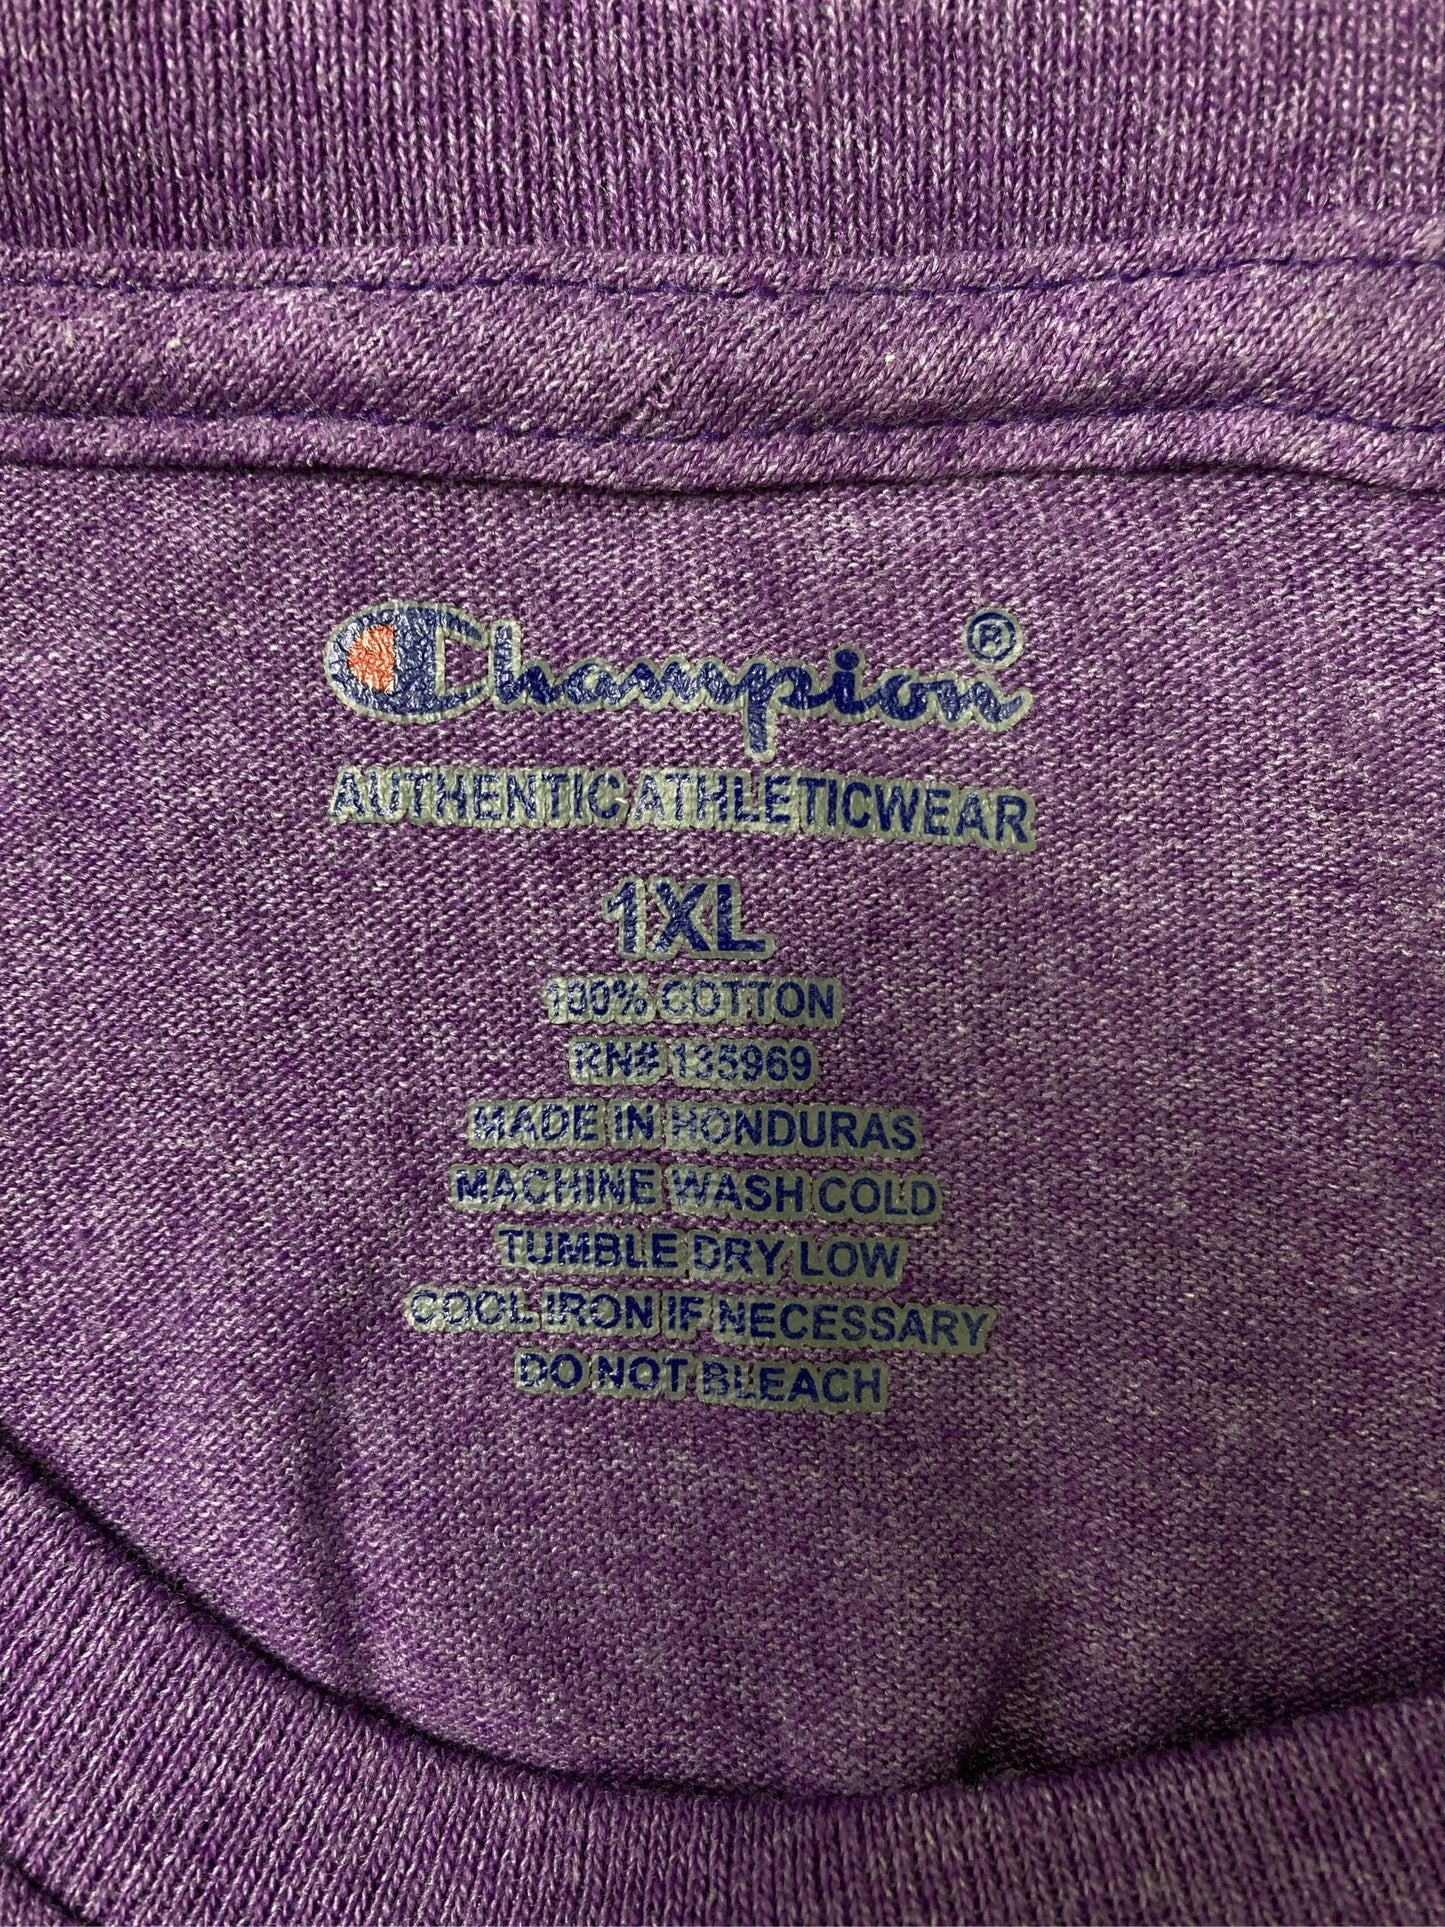 Champion®
AUTHENTIC ATHLETICWEAR
1XL
100% COTTON
RN# 135969
MADE IN HONDURAS
MACHINE WASH COLD
TUMBLE DRY LOW
COOL IRON IF NECESSARY
DO NOT BLEACH